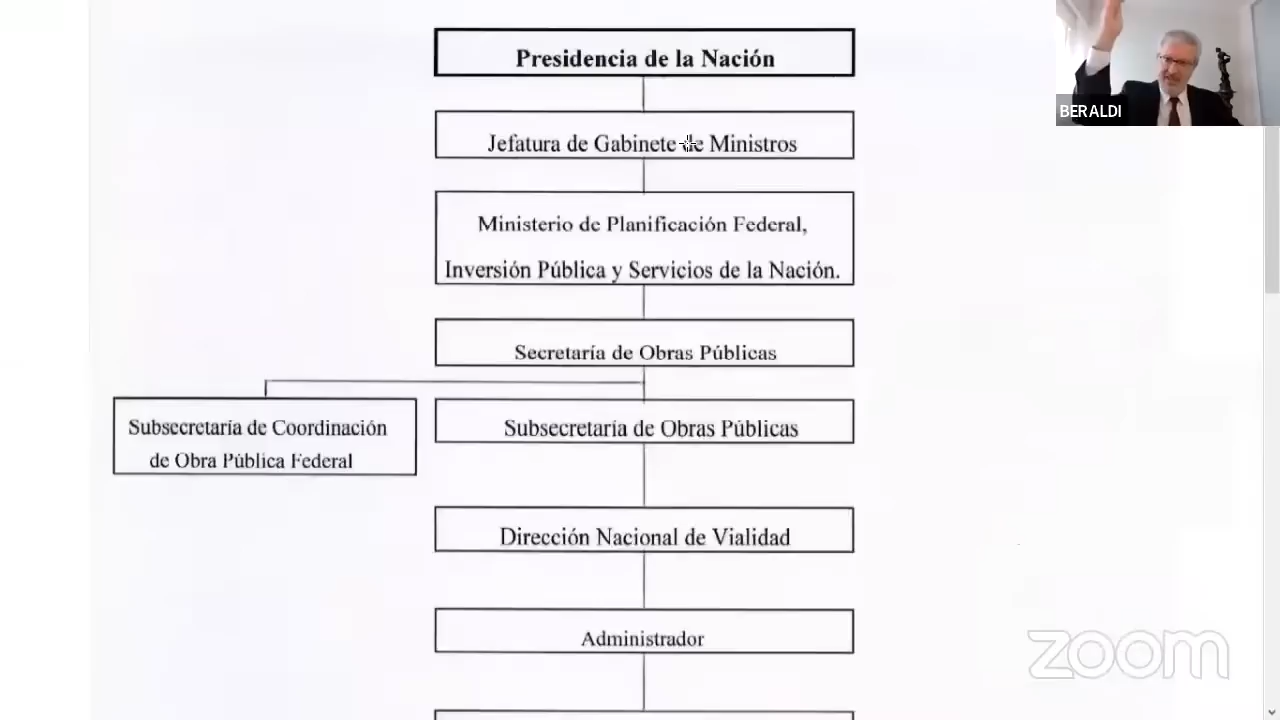 Presidencia de la Nación
BERALDI
Jefatura de Gabinete de Ministros
Ministerio de Planificación Federal,
Inversión Pública y Servicios de la Nación.
Secretaría de Obras Públicas
Subsecretaría de Coordinación
de Obra Pública Federal
Subsecretaría de Obras Públicas
Dirección Nacional de Vialidad
Administrador
zoom